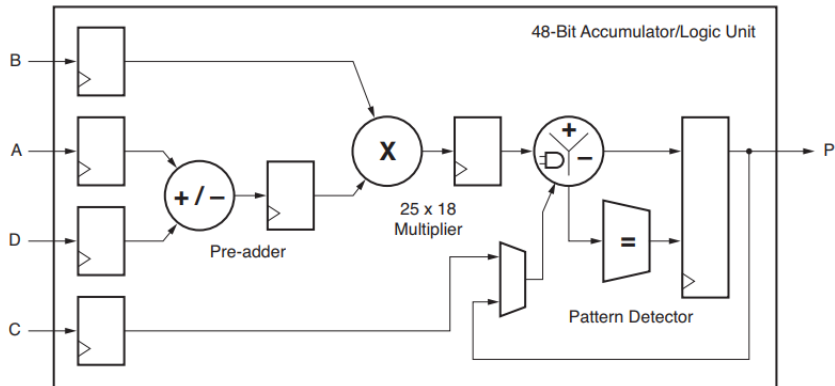 48-Bit Accumulator/Logic Unit
B
A
D
C
+ / −
Pre-adder
X
25 x 18
Multiplier
+
−
=
Pattern Detector
P